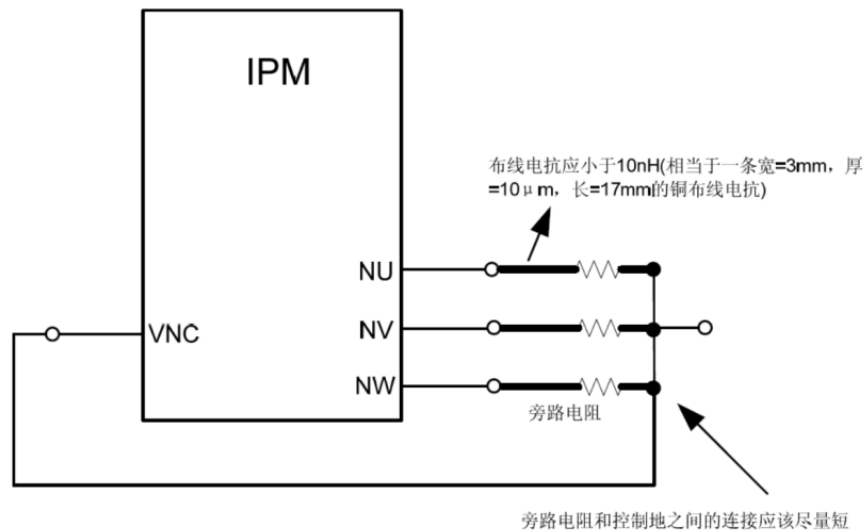 IPM
布线电抗应小于10nH(相当于一条宽=3mm，厚
=10μm，长=17mm的铜布线电抗)
NU
VNC
NV
NW
旁路电阻
旁路电阻和控制地之间的连接应该尽量短